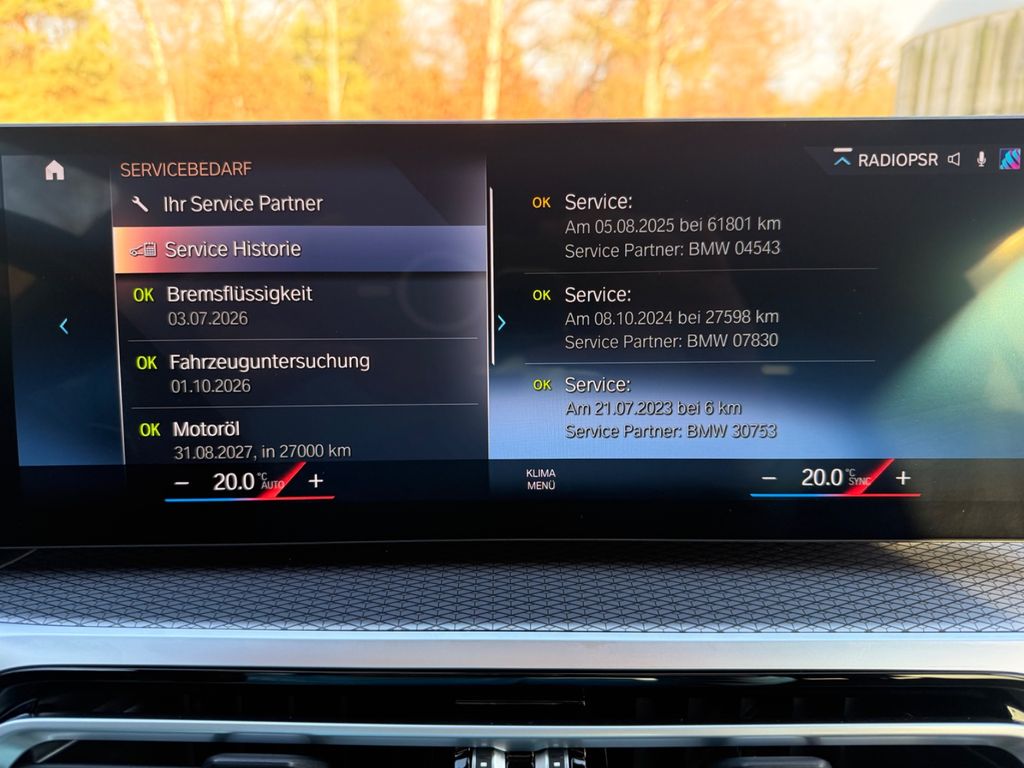 SERVICEBEDARF
Ihr Service Partner
Service Historie
OK Bremsflüssigkeit
03.07.2026
OK Fahrzeuguntersuchung
01.10.2026
OK Motoröl
31.08.2027, in 27000 km
RADIOPSR
OK Service:
Am 05.08.2025 bei 61801 km
Service Partner: BMW 04543
OK Service:
Am 08.10.2024 bei 27598 km
Service Partner: BMW 07830
OK Service:
Am 21.07.2023 bei 6 km
Service Partner: BMW 30753
− 20.0 °C AUTO +
KLIMA
MENÜ
− 20.0 °C SYNC +